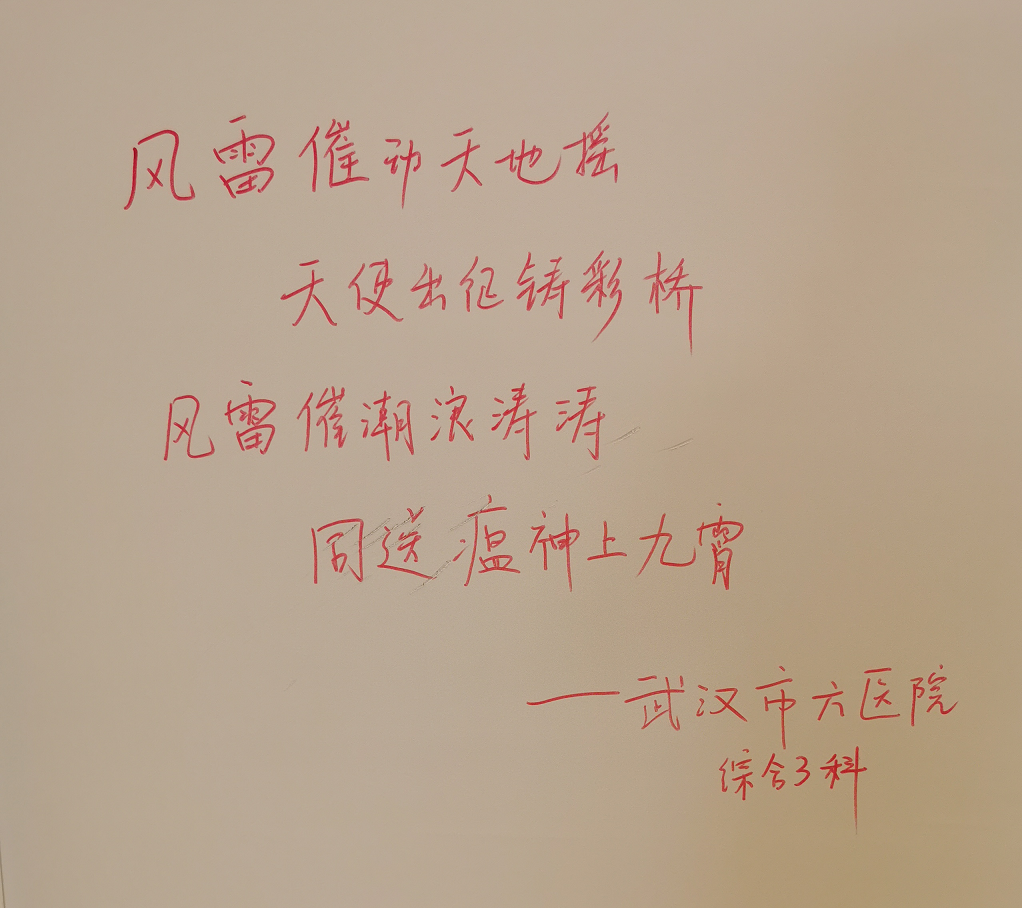 风雷催动天地摇
天使出征铸彩桥
风雷催潮浪涛涛
同送瘟神上九霄
——武汉市六医院
综合3科